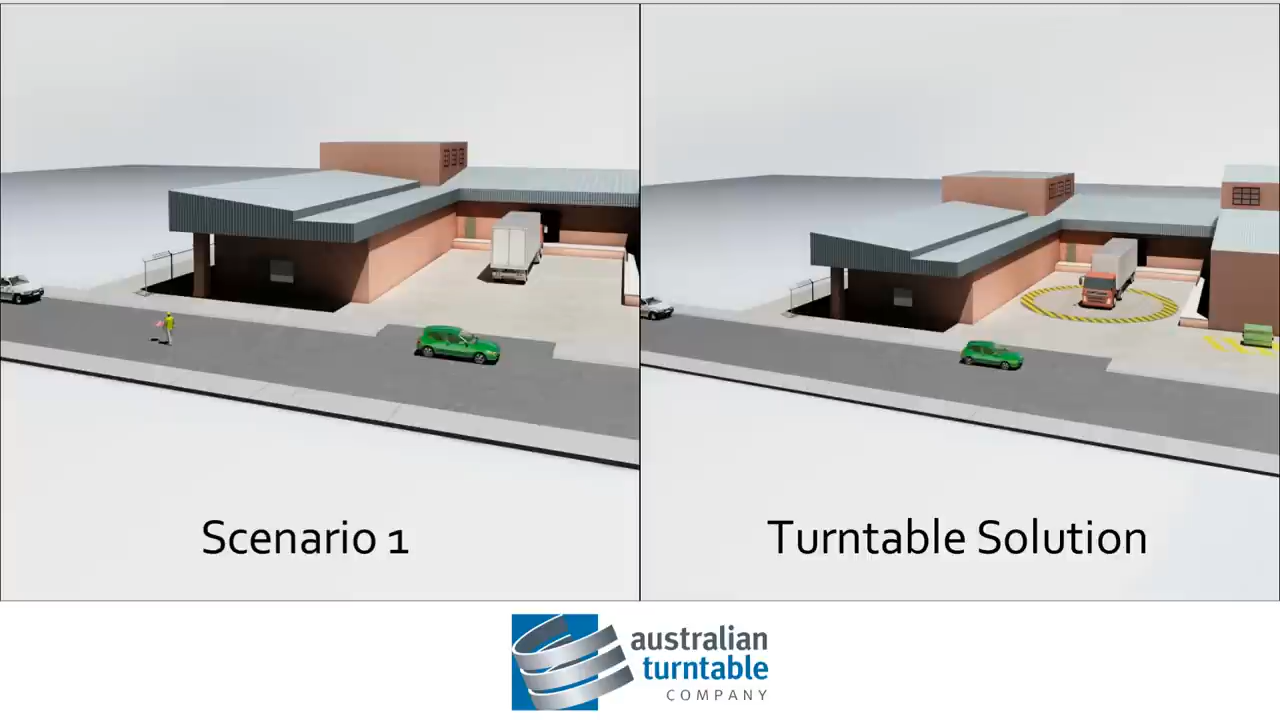 Scenario 1
Turntable Solution
australian
turntable
COMPANY